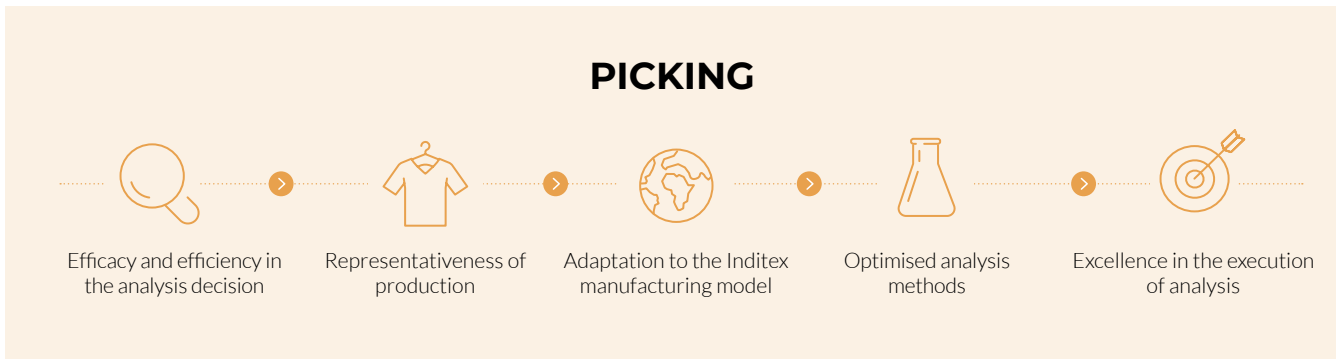 PICKING
Efficacy and efficiency in
the analysis decision
Representativeness of
production
Adaptation to the Inditex
manufacturing model
Optimised analysis
methods
Excellence in the execution
of analysis